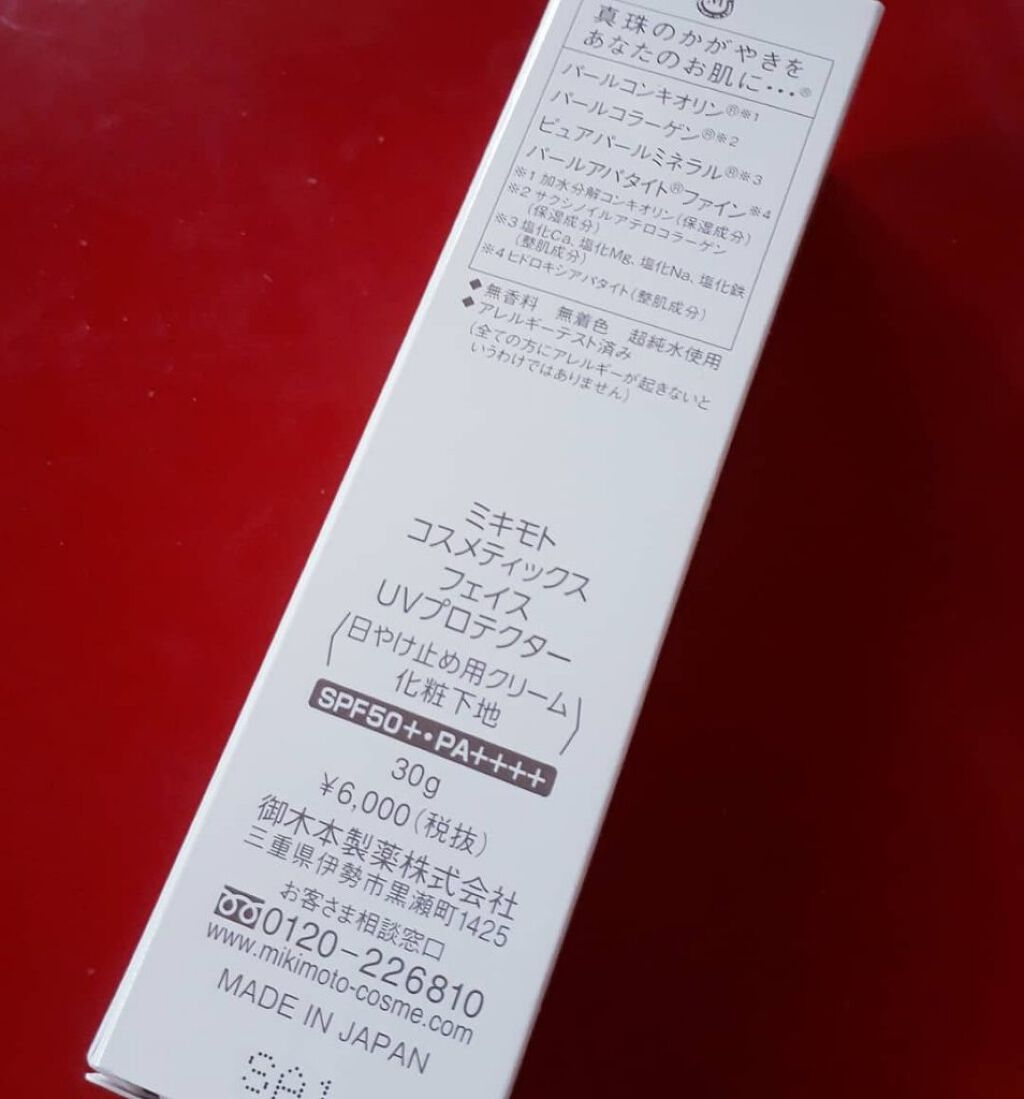 真珠のかがやきを
あなたのお肌に…®
パールコンキオリン®※1
パールコラーゲン®※2
ピュアパールミネラル®※3
パールアパタイト®ファイン※4
※1 加水分解コンキオリン(保湿成分)
※2 サクシノイルアテロコラーゲン
(保湿成分)
※3 塩化Ca、塩化Mg、塩化Na、塩化鉄
(整肌成分)
※4 ヒドロキシアパタイト(整肌成分)
◆無香料 無着色 超純水使用
◆アレルギーテスト済み
(全ての方にアレルギーが起きないと
いうわけではありません)
ミキモト
コスメティックス
フェイス
UVプロテクター
(日やけ止め用クリーム
化粧下地)
SPF50+・PA++++
30g
¥6,000(税抜)
御木本製薬株式会社
三重県伊勢市黒瀬町1425
お客さま相談窓口
0120-226810
www.mikimoto-cosme.com
MADE IN JAPAN